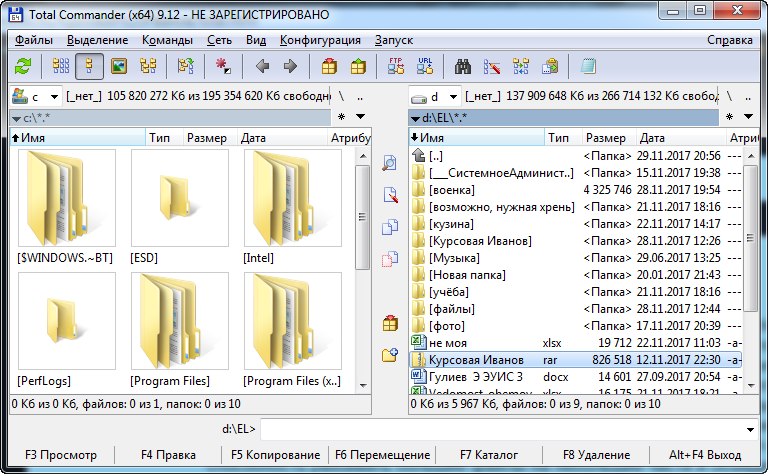 Total Commander (x64) 9.12 - НЕ ЗАРЕГИСТРИРОВАНО
Файлы Выделение Команды Сеть Вид Конфигурация Запуск Справка
FTP URL
c [_нет_] 105 820 272 Кб из 195 354 620 Кб свободно \ ..
d [_нет_] 137 909 648 Кб из 266 714 132 Кб свобод \ ..
c:\*.* * 
d:\EL\*.* *
Имя Тип Размер Дата Атрибу
[$WINDOWS.~BT] [ESD] [Intel]
[PerfLogs] [Program Files] [Program Files (x..]
0 Кб из 0 Кб, файлов: 0 из 1, папок: 0 из 10
Имя Тип Размер Дата Атри
[..] <Папка> 29.11.2017 20:56 ---
[___СистемноеАдминист..] <Папка> 15.11.2017 19:38 ---
[военка] 4 325 746 28.11.2017 19:54 ---
[возможно, нужная хрень] <Папка> 21.11.2017 18:16 ---
[кузина] <Папка> 22.11.2017 14:17 ---
[Курсовая Иванов] <Папка> 28.11.2017 12:26 ---
[Музыка] <Папка> 29.06.2017 13:25 ---
[Новая папка] <Папка> 20.01.2017 21:43 ---
[учёба] <Папка> 21.11.2017 18:16 ---
[файлы] <Папка> 28.11.2017 12:44 ---
[фото] <Папка> 17.11.2017 20:39 ---
не моя xlsx 19 712 22.11.2017 11:03 -a-
Курсовая Иванов rar 826 518 12.11.2017 22:30 -a-
Гулиев Э ЭУИС 3 docx 14 601 27.09.2017 20:54 -a-
0 Кб из 5 967 Кб, файлов: 0 из 9, папок: 0 из 10
d:\EL>
F3 Просмотр F4 Правка F5 Копирование F6 Перемещение F7 Каталог F8 Удаление Alt+F4 Выход